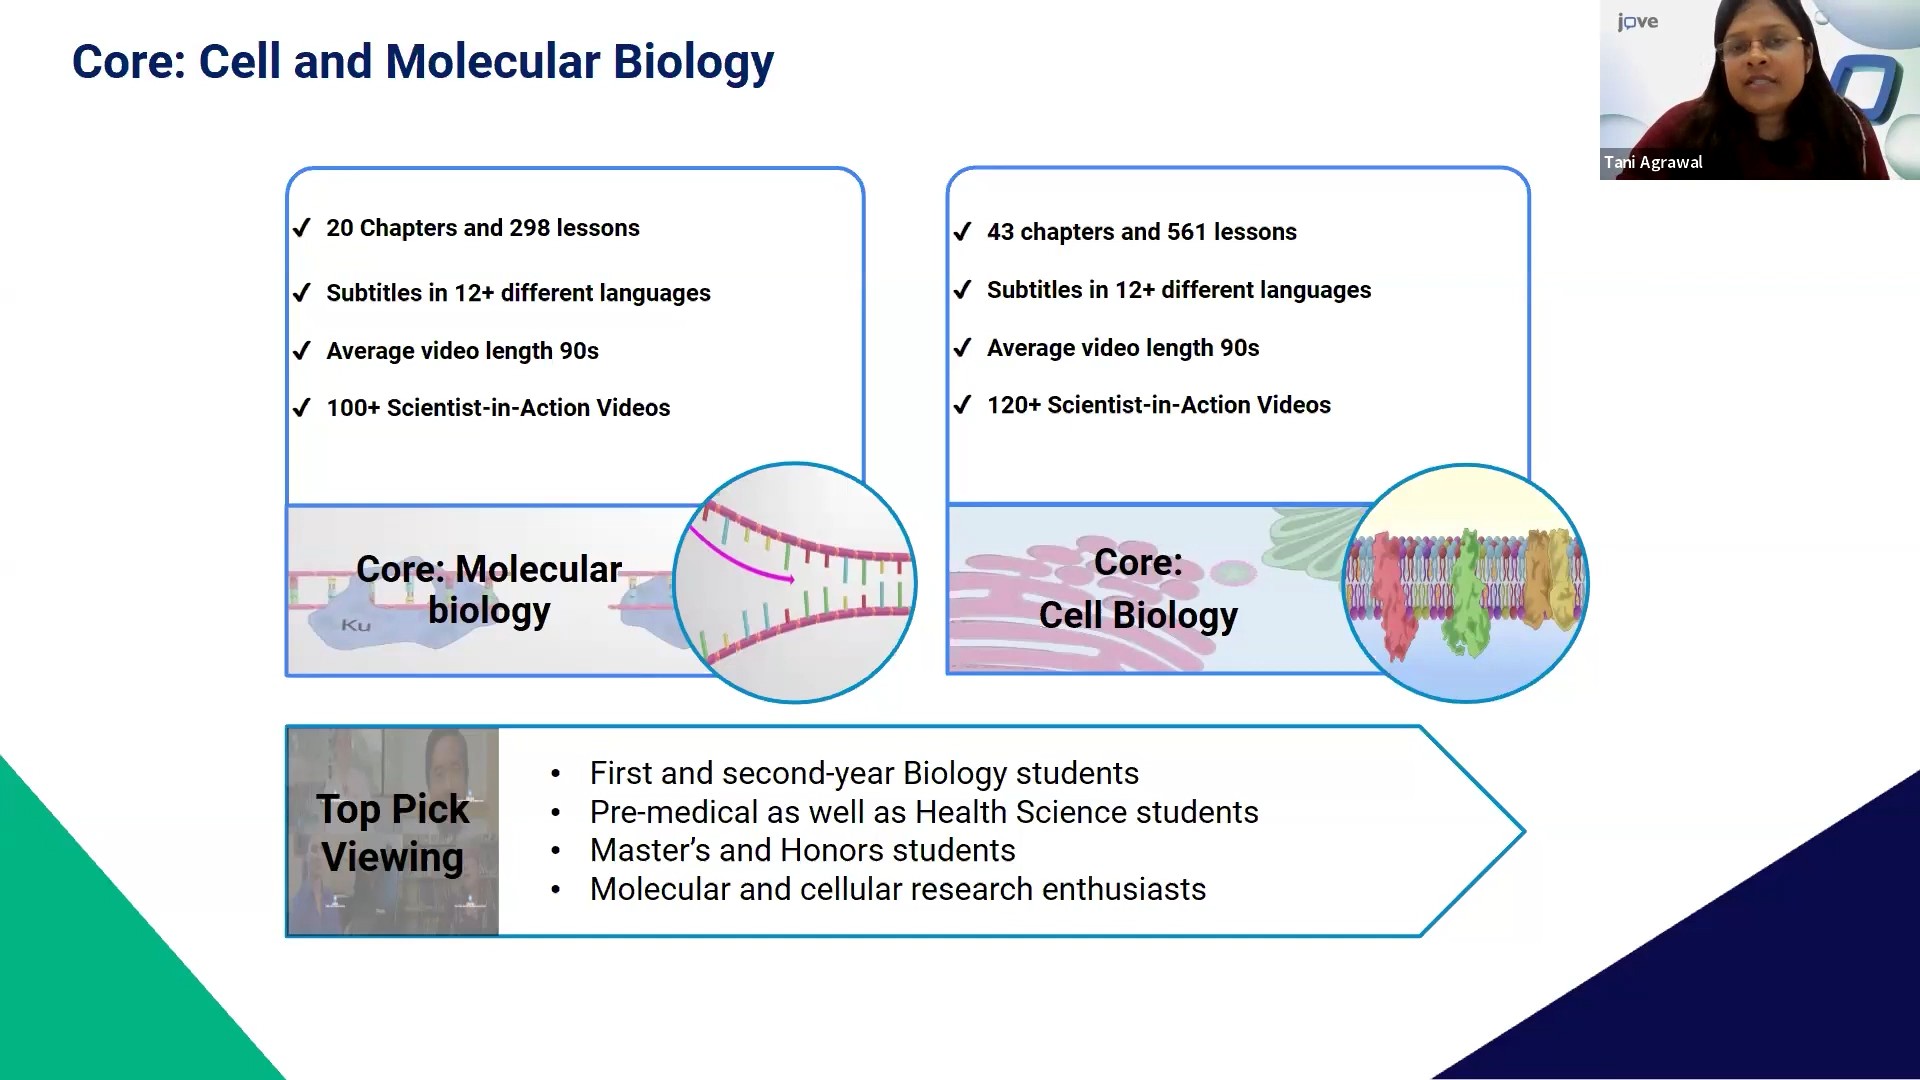 Core: Cell and Molecular Biology
jove
Tani Agrawal
✓ 20 Chapters and 298 lessons
✓ Subtitles in 12+ different languages
✓ Average video length 90s
✓ 100+ Scientist-in-Action Videos
Core: Molecular
biology
Ku
✓ 43 chapters and 561 lessons
✓ Subtitles in 12+ different languages
✓ Average video length 90s
✓ 120+ Scientist-in-Action Videos
Core:
Cell Biology
Top Pick
Viewing
• First and second-year Biology students
• Pre-medical as well as Health Science students
• Master’s and Honors students
• Molecular and cellular research enthusiasts